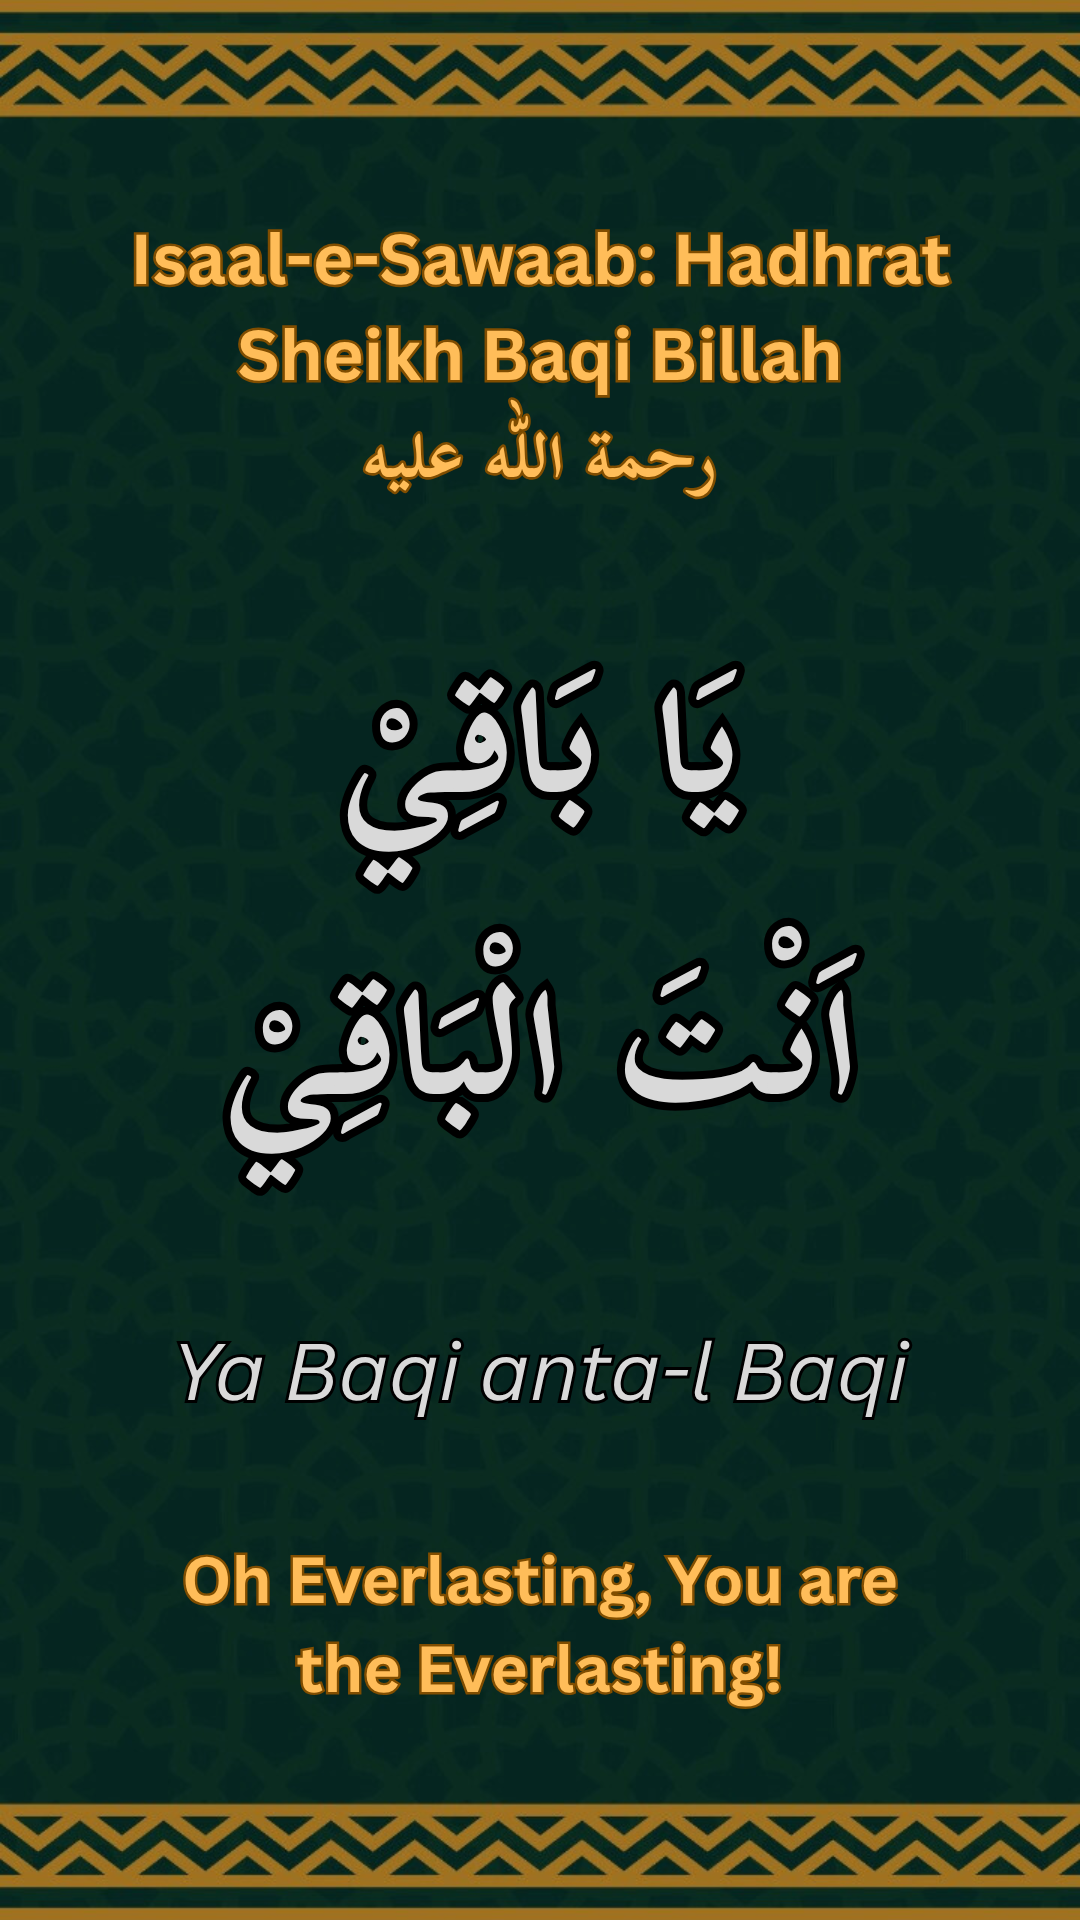 Isaal-e-Sawaab: Hadhrat
Sheikh Baqi Billah
رحمة الله عليه
يَا بَاقِيْ
اَنْتَ الْبَاقِيْ
Ya Baqi anta-l Baqi
Oh Everlasting, You are
the Everlasting!